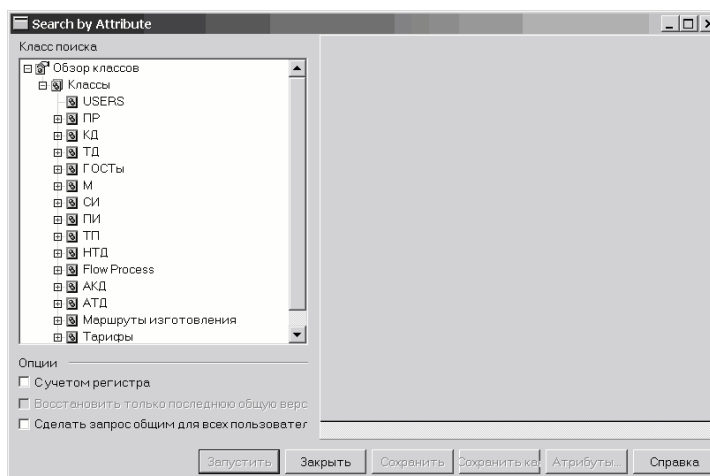 Search by Attribute
Класс поиска
Обзор классов
Классы
USERS
ПР
КД
ТД
ГОСТы
М
СИ
ПИ
ТП
НТД
Flow Process
АКД
АТД
Маршруты изготовления
Тарифы
Опции
С учетом регистра
Восстановить только последнюю общую верс
Сделать запрос общим для всех пользовател
Запустить Закрыть Сохранить Сохранить ка Атрибуты... Справка